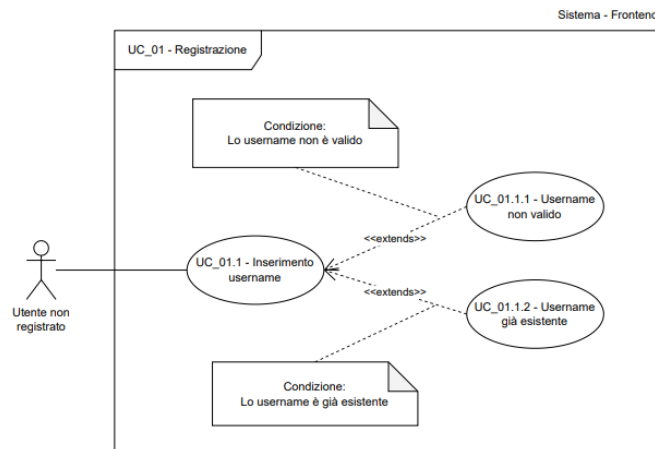 Sistema - Frontend
UC_01 - Registrazione
Condizione:
Lo username non è valido
UC_01.1.1 - Username
non valido
<<extends>>
UC_01.1 - Inserimento
username
<<extends>>
UC_01.1.2 - Username
già esistente
Utente non
registrato
Condizione:
Lo username è già esistente